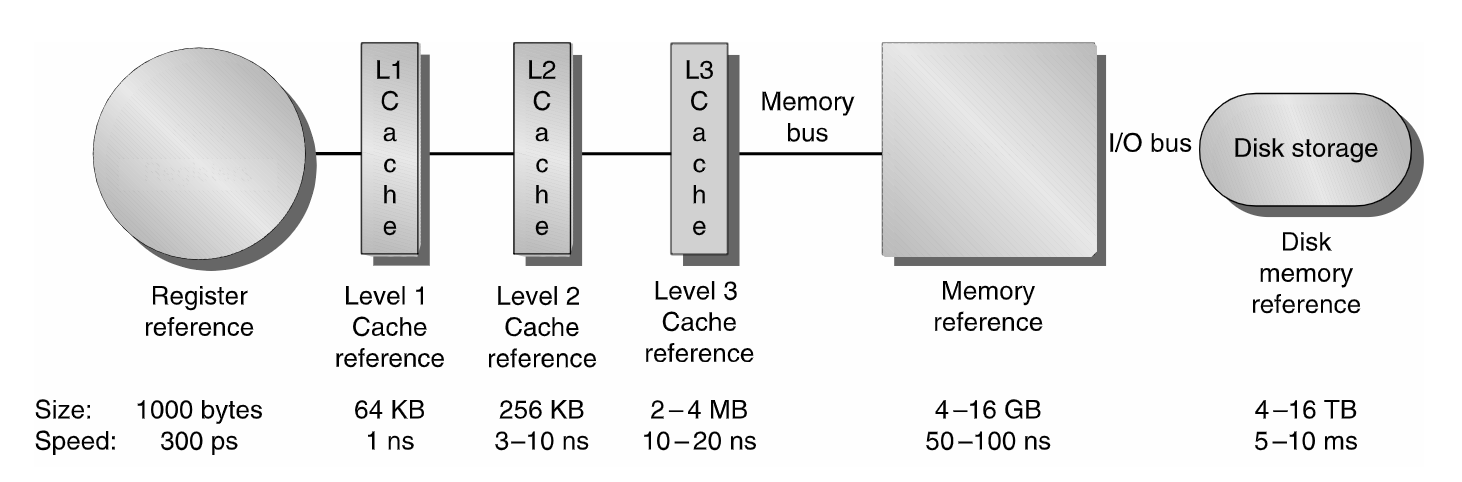 L1
C
a
c
h
e
L2
C
a
c
h
e
L3
C
a
c
h
e
Memory
bus
I/O bus
Disk storage
Register
reference
Level 1
Cache
reference
Level 2
Cache
reference
Level 3
Cache
reference
Memory
reference
Disk
memory
reference
Size: 1000 bytes 64 KB 256 KB 2–4 MB 4–16 GB 4–16 TB
Speed: 300 ps 1 ns 3–10 ns 10–20 ns 50–100 ns 5–10 ms